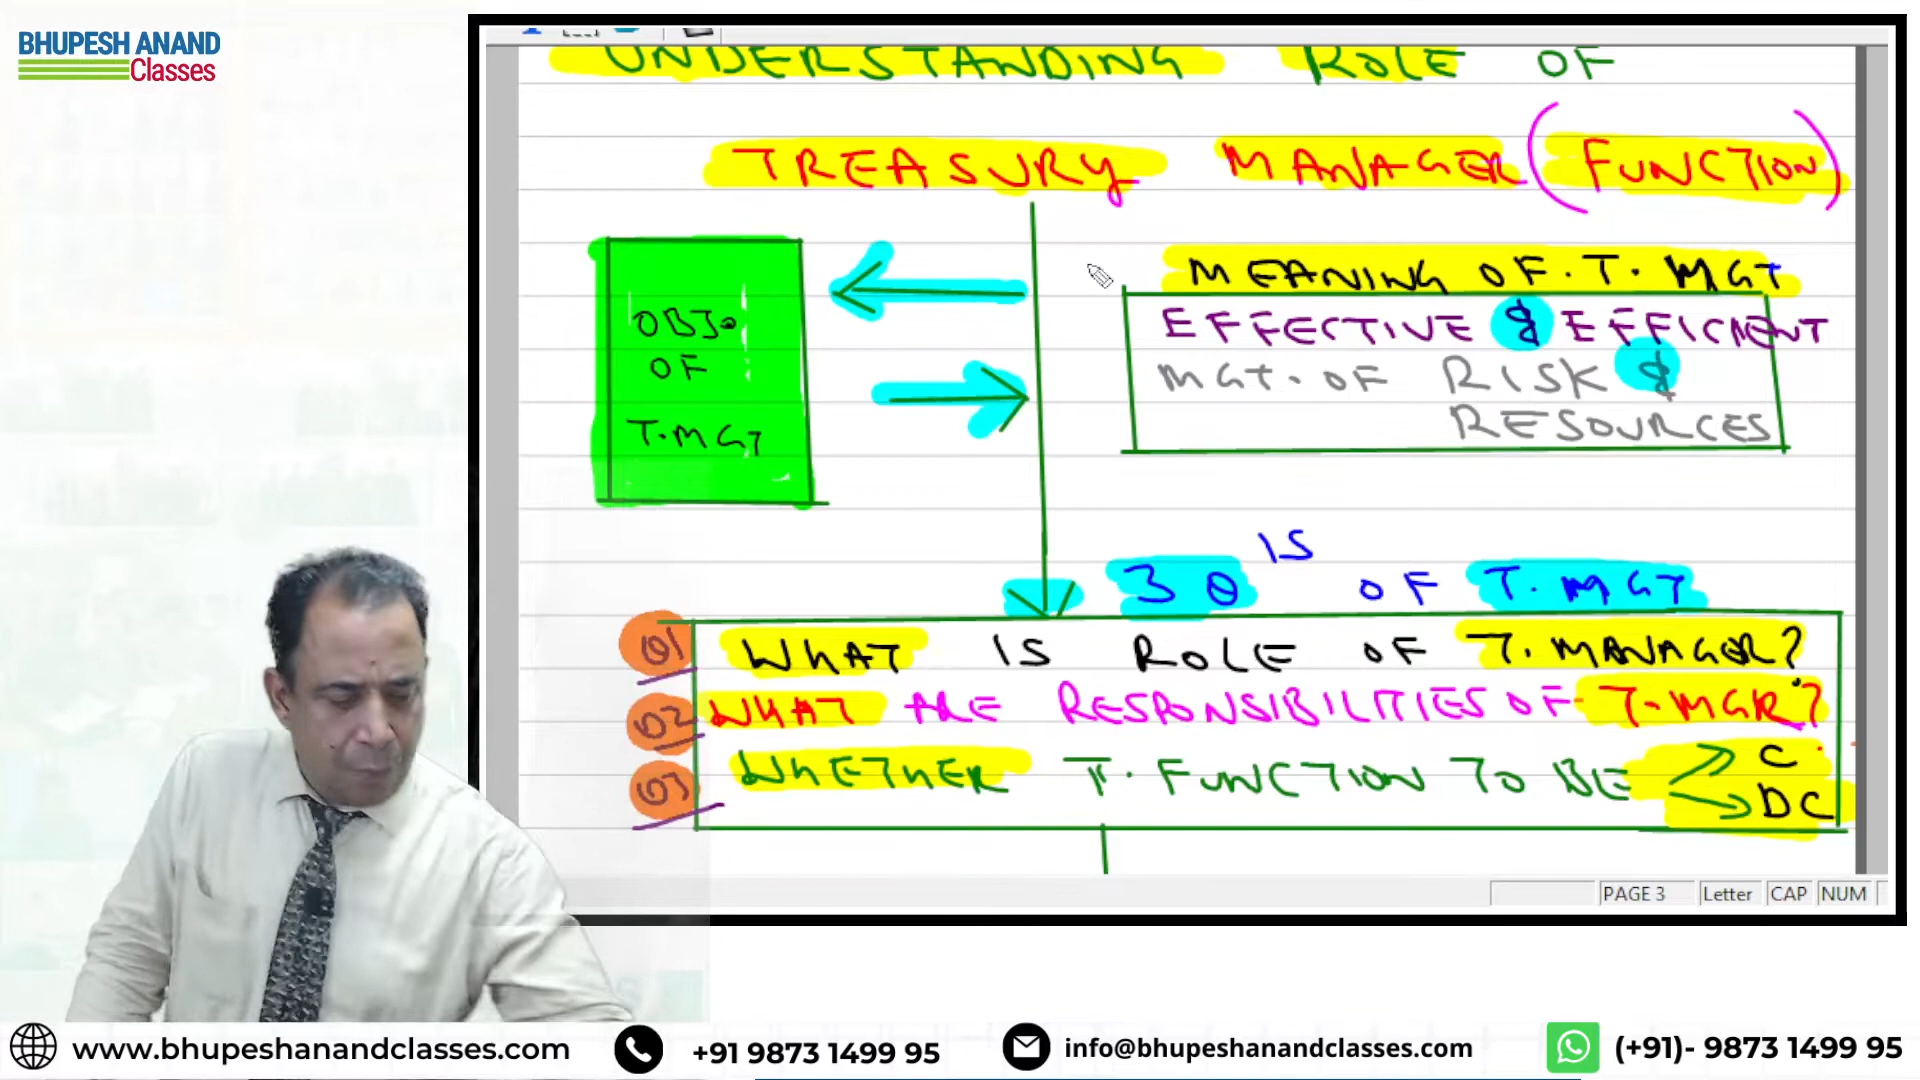 BHUPESH ANAND
Classes
UNDERSTANDING ROLE OF
TREASURY MANAGER (FUNCTION)
OBJ.
OF
T.MGT
MEANING OF. T. MGT
EFFECTIVE & EFFICIENT
MGT. OF RISK &
RESOURCES
3 Q IS OF T. MGT
Q1 WHAT IS ROLE OF T. MANAGER?
Q2 WHAT ARE RESPONSIBILITIES OF T-MGR?
Q3 WHETHER T. FUNCTION TO BE C
DC
PAGE 3 Letter CAP NUM
www.bhupeshanandclasses.com +91 9873 1499 95 info@bhupeshanandclasses.com (+91)- 9873 1499 95